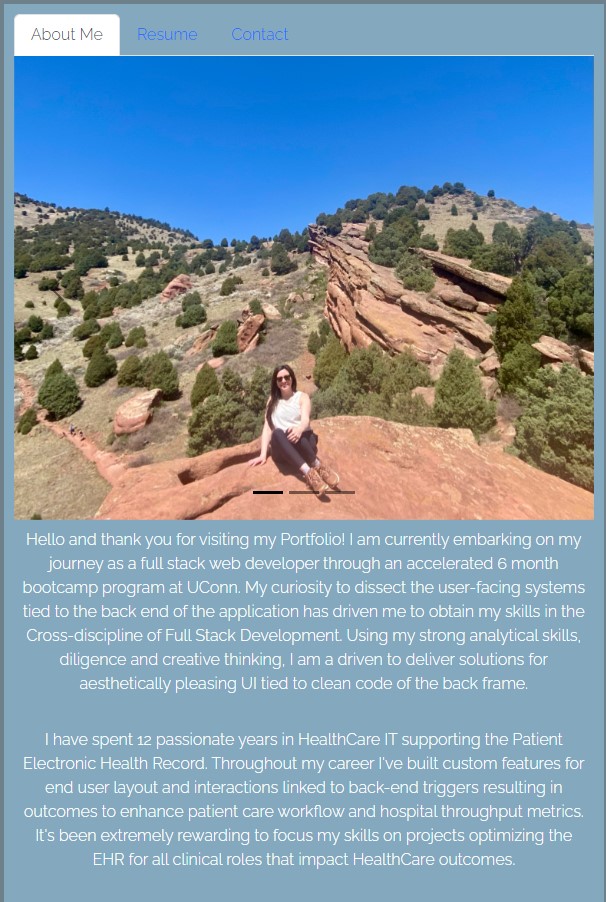 About Me Resume Contact
Hello and thank you for visiting my Portfolio! I am currently embarking on my
journey as a full stack web developer through an accelerated 6 month
bootcamp program at UConn. My curiosity to dissect the user-facing systems
tied to the back end of the application has driven me to obtain my skills in the
Cross-discipline of Full Stack Development. Using my strong analytical skills,
diligence and creative thinking, I am a driven to deliver solutions for
aesthetically pleasing UI tied to clean code of the back frame.
I have spent 12 passionate years in HealthCare IT supporting the Patient
Electronic Health Record. Throughout my career I've built custom features for
end user layout and interactions linked to back-end triggers resulting in
outcomes to enhance patient care workflow and hospital throughput metrics.
It's been extremely rewarding to focus my skills on projects optimizing the
EHR for all clinical roles that impact HealthCare outcomes.